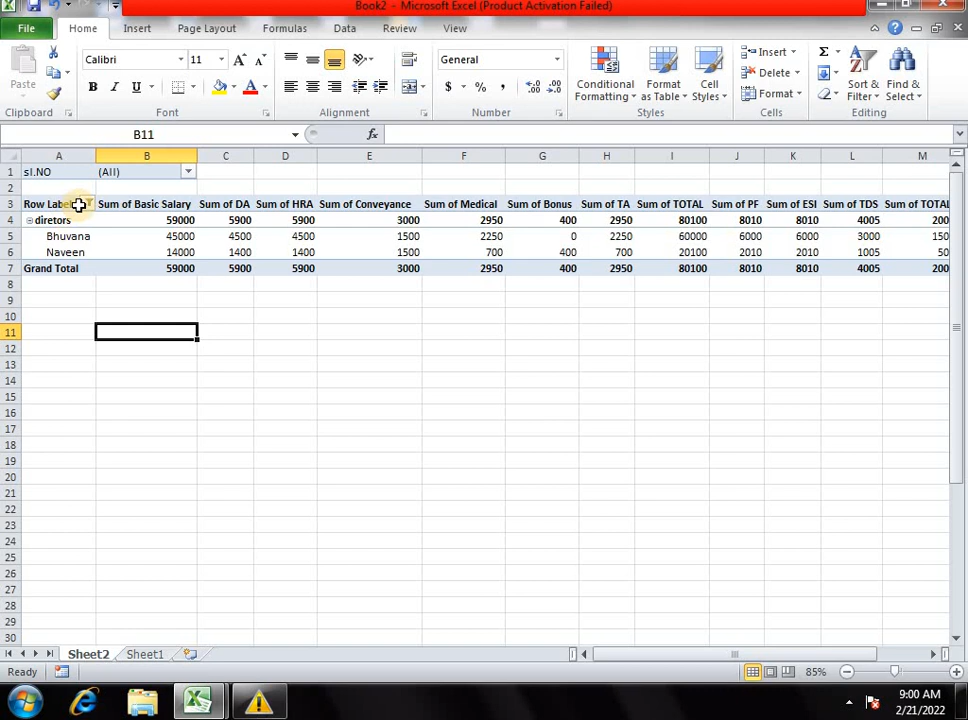 Book2 - Microsoft Excel (Product Activation Failed)
File Home Insert Page Layout Formulas Data Review View
Paste
Calibri 11
B I U
General
$ % ,
Conditional Formatting
Format as Table
Cell Styles
Insert
Delete
Format
Σ
Sort & Filter
Find & Select
Clipboard Font Alignment Number Styles Cells Editing
B11 fx
A B C D E F G H I J K L M
1 sl.NO (All)
2
3 Row Labels Sum of Basic Salary Sum of DA Sum of HRA Sum of Conveyance Sum of Medical Sum of Bonus Sum of TA Sum of TOTAL Sum of PF Sum of ESI Sum of TDS Sum of TOTAL
4 diretors 59000 5900 5900 3000 2950 400 2950 80100 8010 8010 4005 200
5 Bhuvana 45000 4500 4500 1500 2250 0 2250 60000 6000 6000 3000 150
6 Naveen 14000 1400 1400 1500 700 400 700 20100 2010 2010 1005 50
7 Grand Total 59000 5900 5900 3000 2950 400 2950 80100 8010 8010 4005 200
8
9
10
11
12
13
14
15
16
17
18
19
20
21
22
23
24
25
26
27
28
29
30
Sheet2 Sheet1
Ready 85%
9:00 AM
2/21/2022